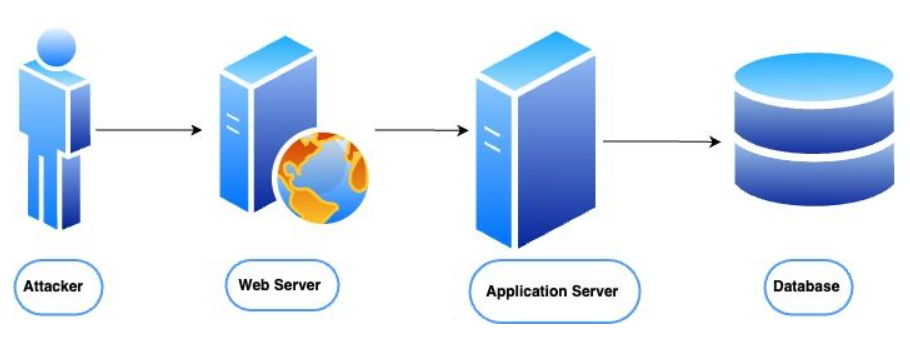 Attacker
Web Server
Application Server
Database